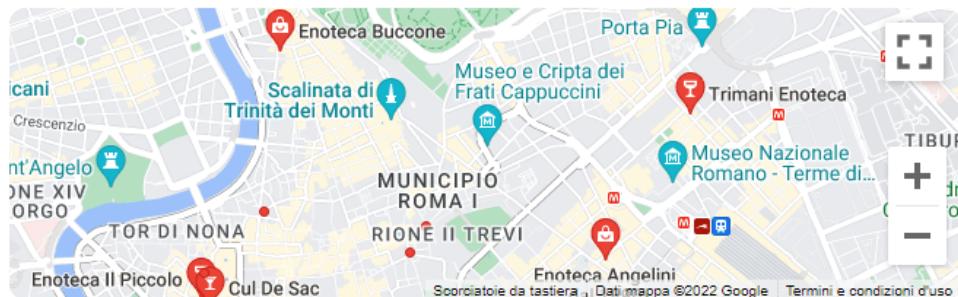 Enoteca Buccone
Porta Pia
icani
Scalinata di
Trinità dei Monti
Museo e Cripta dei
Frati Cappuccini
Trimani Enoteca
Crescenzio
M
TIBUR
nt'Angelo
Museo Nazionale
Romano - Terme di...
ONE XIV
ORGO
MUNICIPIO
ROMA I
+
M
M
TOR DI NONA
RIONE II TREVI
−
Enoteca Il Piccolo
Cul De Sac
Enoteca Angelini
Scorciatoie da tastiera
Dati mappa ©2022 Google
Termini e condizioni d'uso